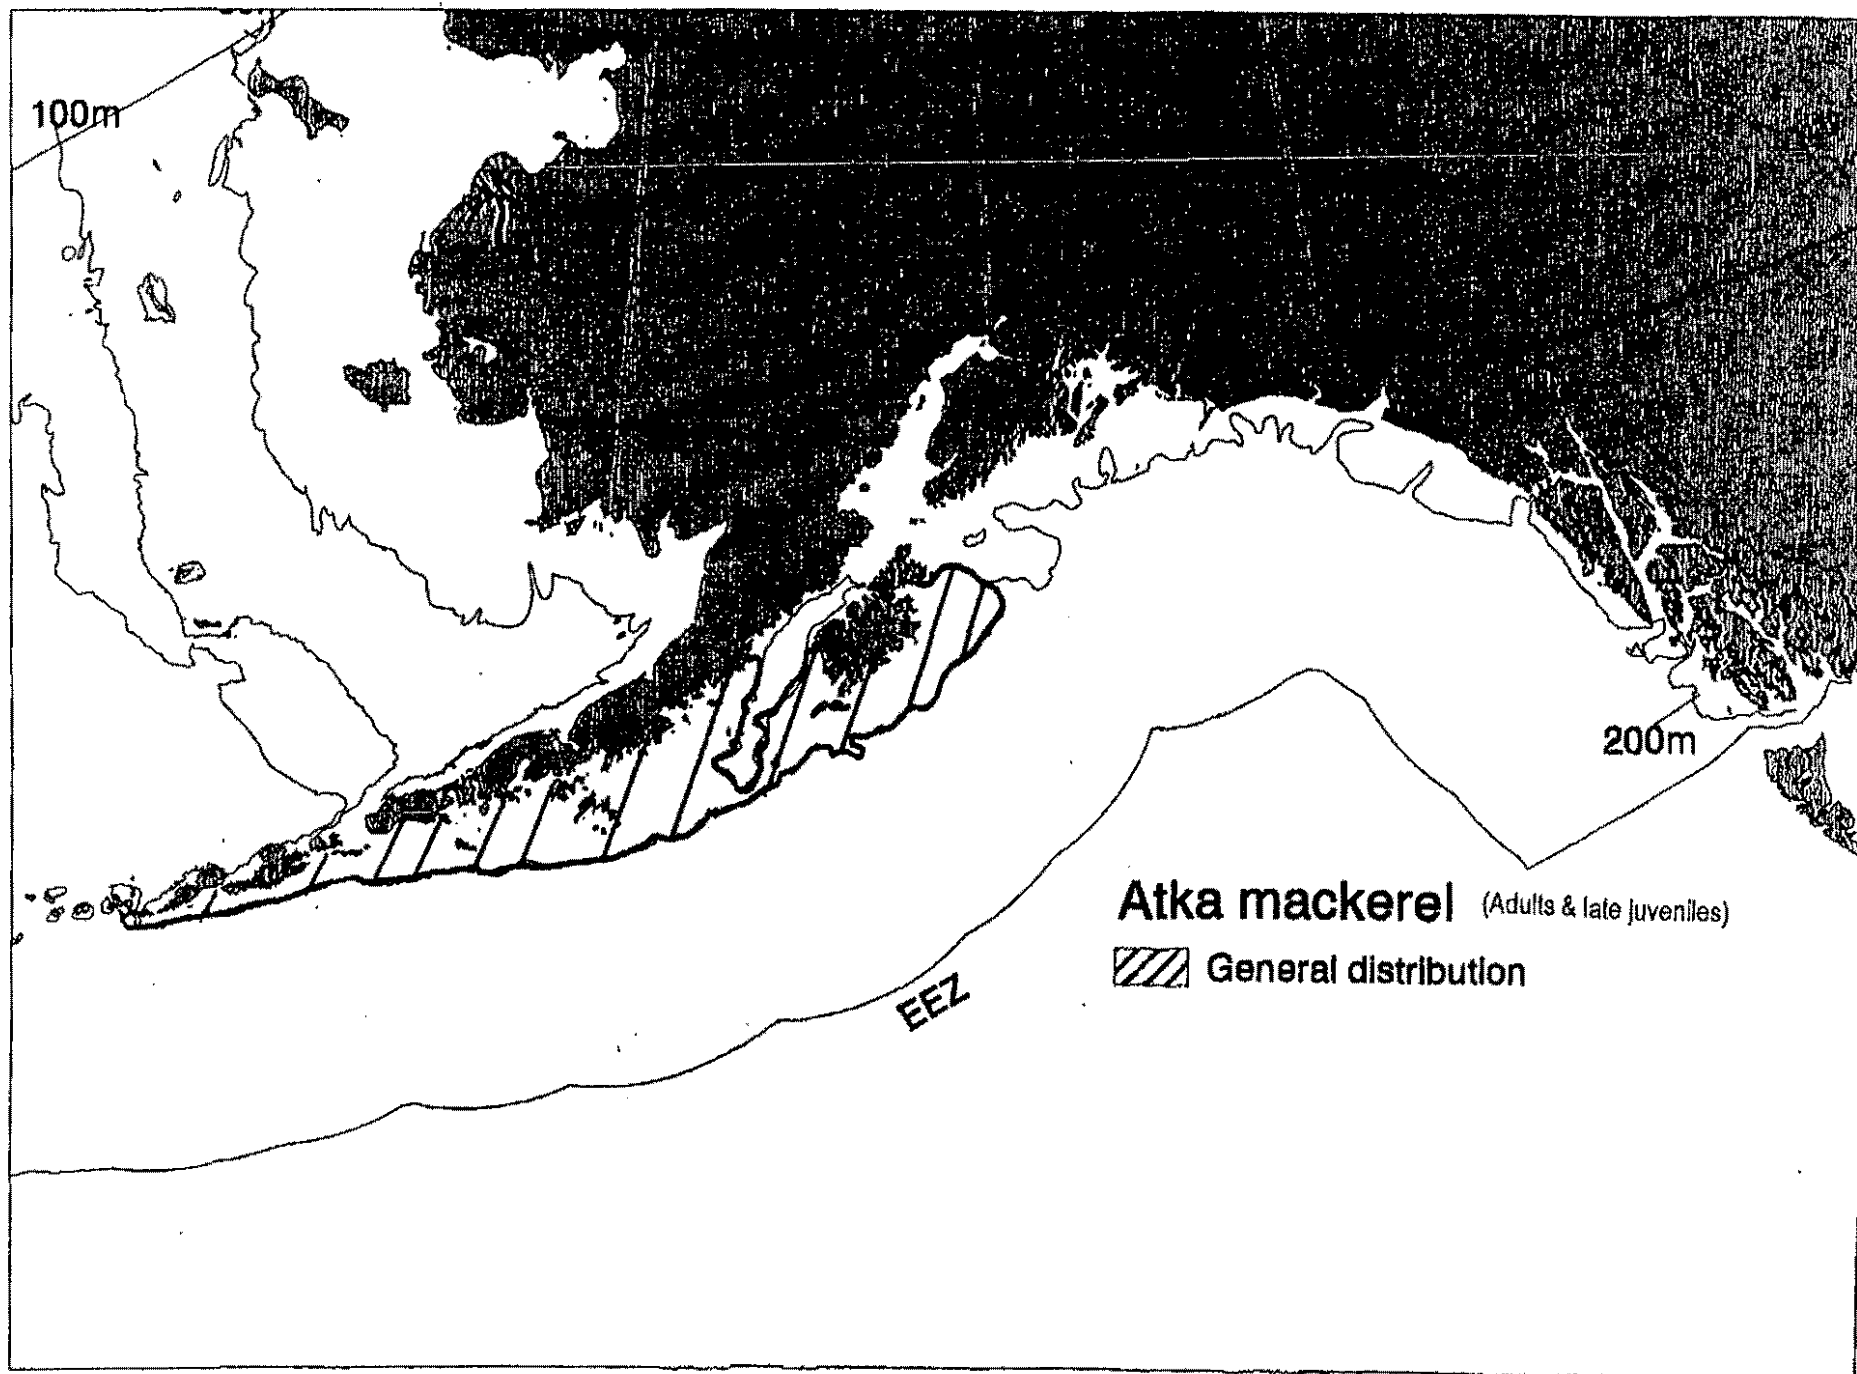 100m
200m
Atka mackerel (Adults & late juveniles)
General distribution
EEZ